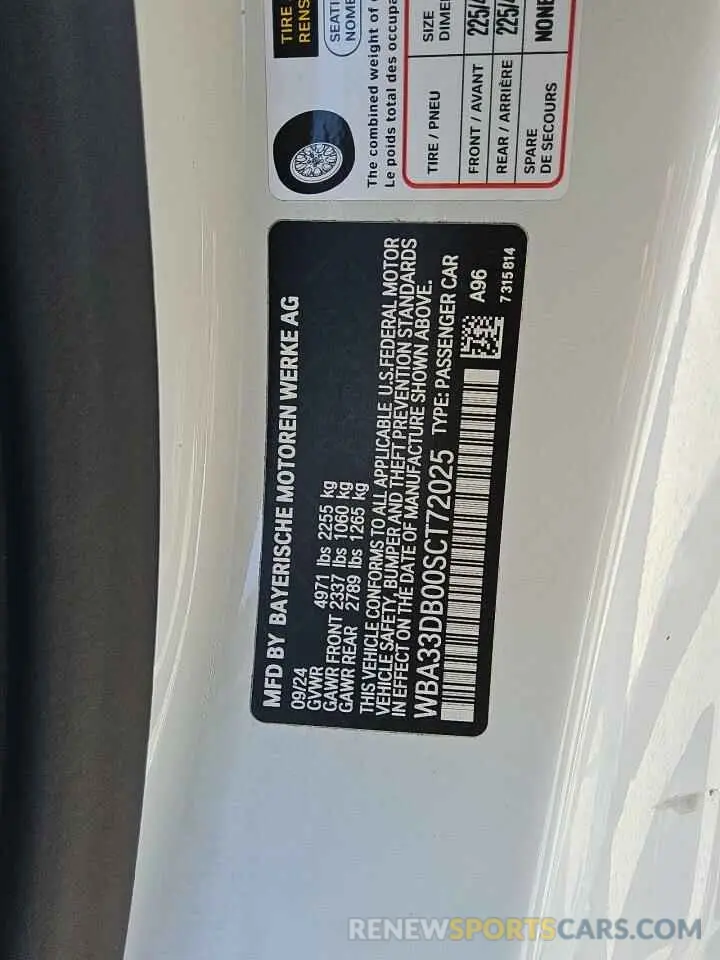 TIRE
RENS
SEATI
NOMB
The combined weight of
Le poids total des occupa
TIRE / PNEU
SIZE
DIMEN
FRONT / AVANT
225/4
REAR / ARRIÈRE
225/4
SPARE
DE SECOURS
NONE
MFD BY BAYERISCHE MOTOREN WERKE AG
09/24
GVWR 4971 lbs 2255 kg
GAWR FRONT 2337 lbs 1060 kg
GAWR REAR 2789 lbs 1265 kg
THIS VEHICLE CONFORMS TO ALL APPLICABLE U.S.FEDERAL MOTOR
VEHICLE SAFETY, BUMPER AND THEFT PREVENTION STANDARDS
IN EFFECT ON THE DATE OF MANUFACTURE SHOWN ABOVE.
WBA33DB00SCT72025 TYPE: PASSENGER CAR
A96
7 315 814
RENEWSPORTSCARS.COM